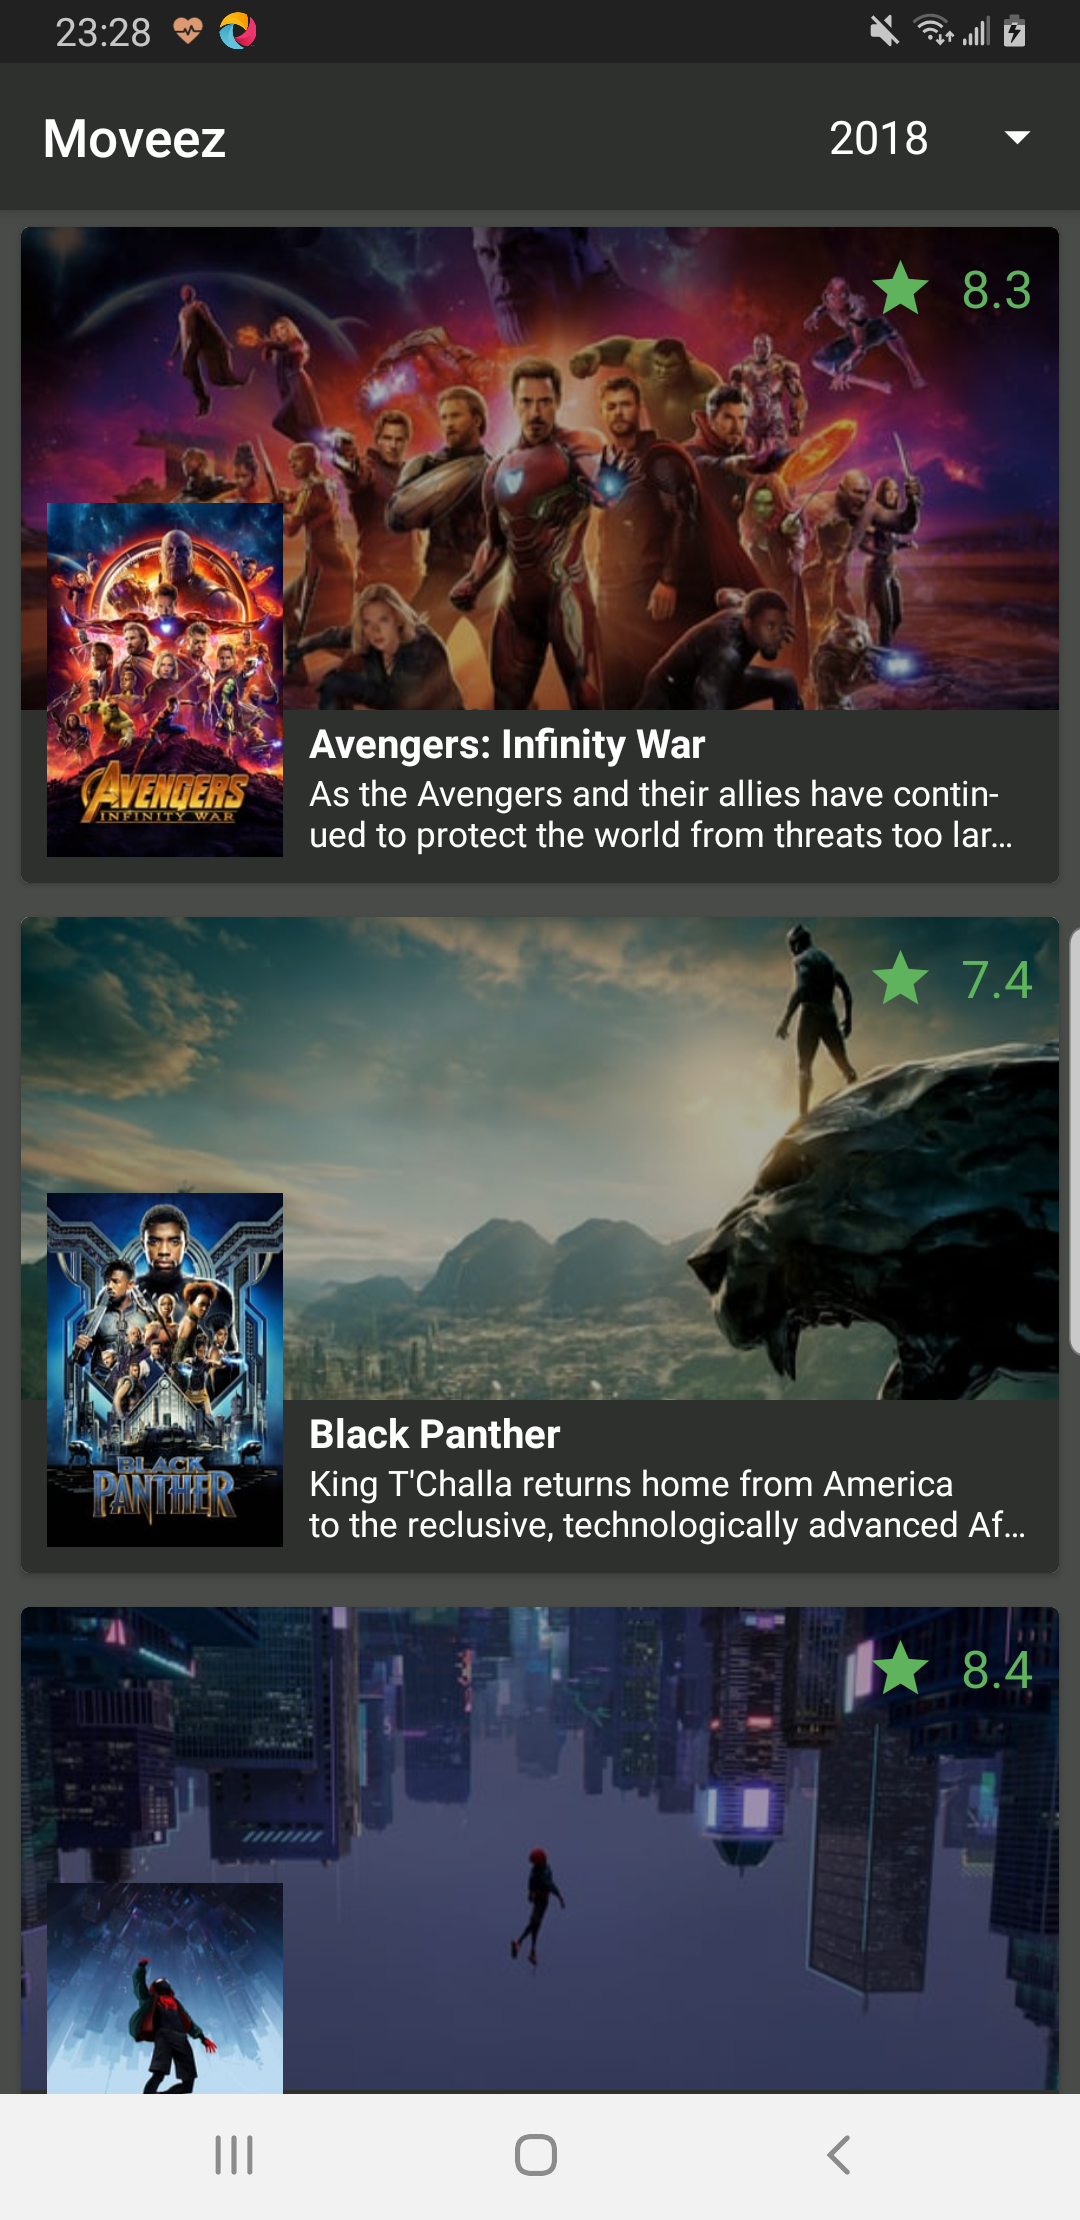 23:28
Moveez 2018
8.3
AVENGERS
INFINITY WAR
Avengers: Infinity War
As the Avengers and their allies have contin-
ued to protect the world from threats too lar…
7.4
BLACK
PANTHER
Black Panther
King T'Challa returns home from America
to the reclusive, technologically advanced Af…
8.4